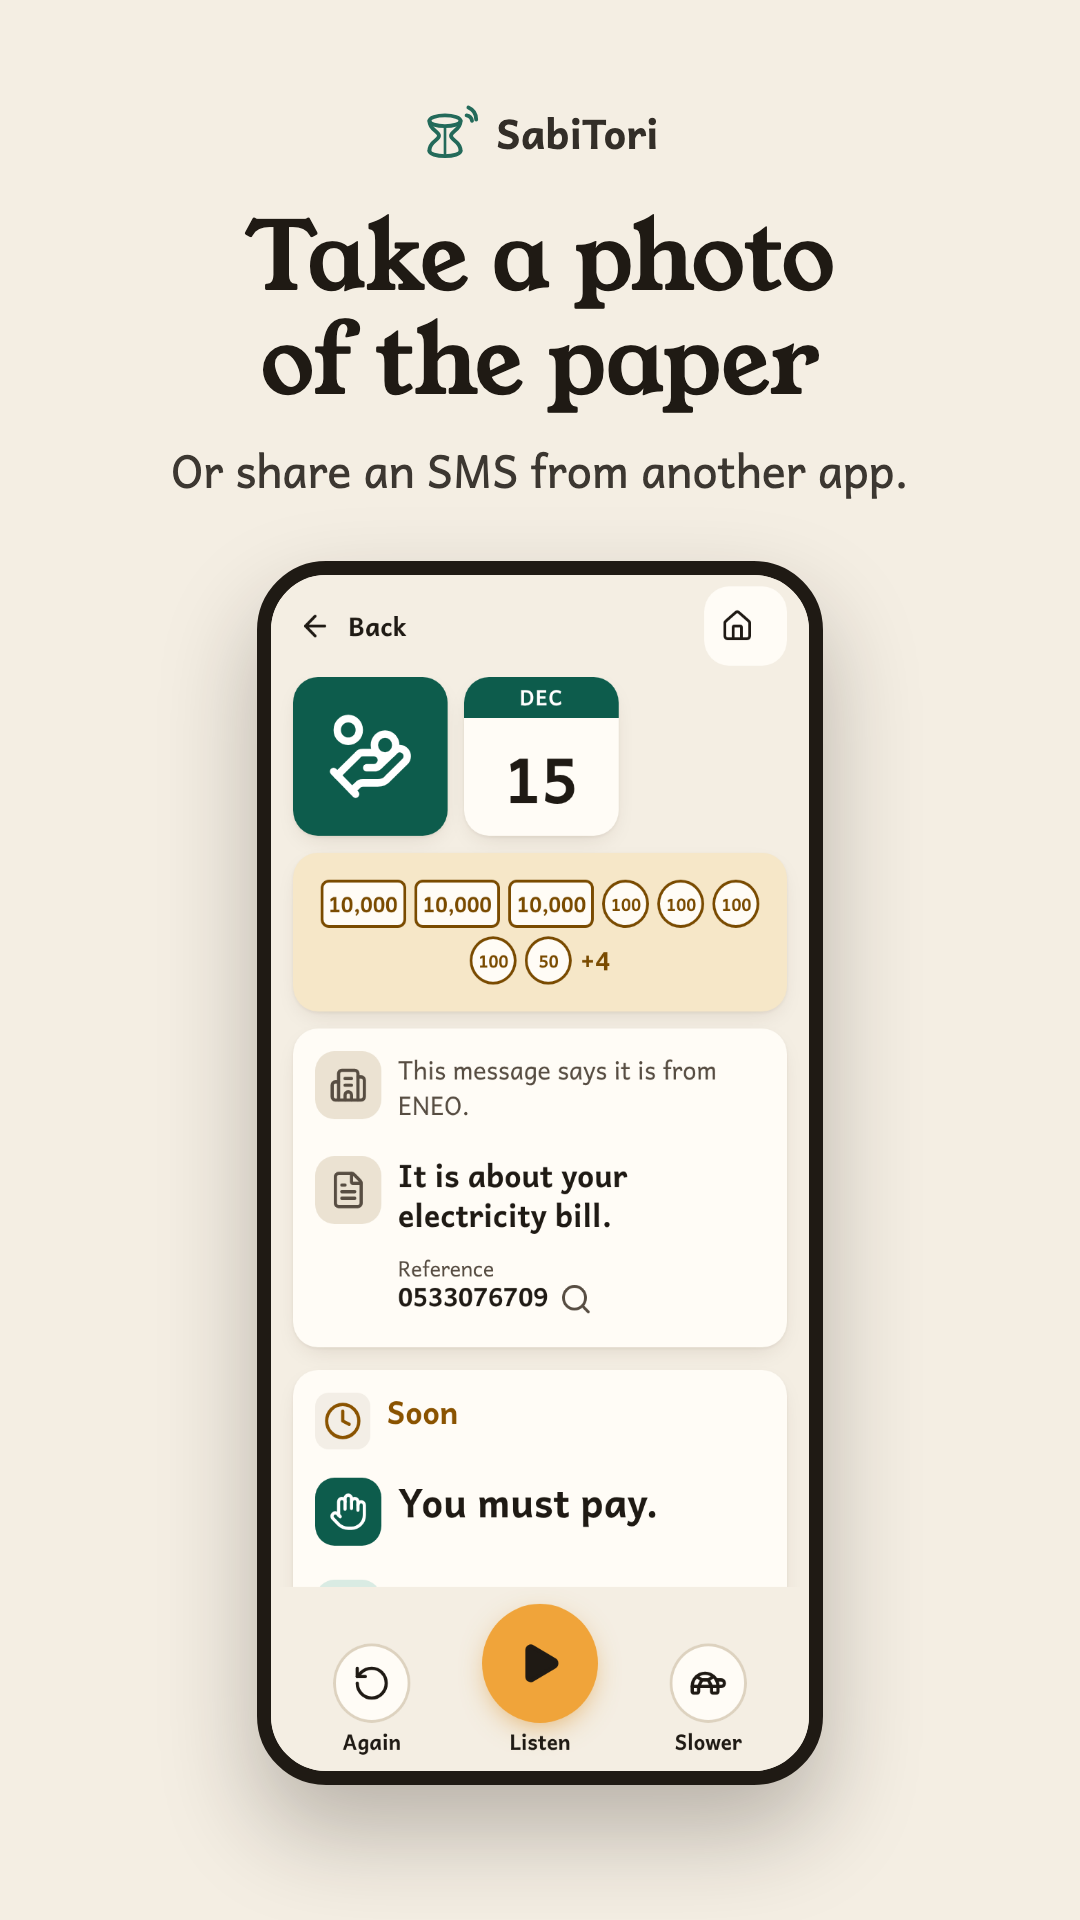 SabiTori
Take a photo
of the paper
Or share an SMS from another app.
Back
DEC
15
10,000 10,000 10,000 100 100 100
100 50 +4
This message says it is from
ENEO.
It is about your
electricity bill.
Reference
0533076709
Soon
You must pay.
Again Listen Slower